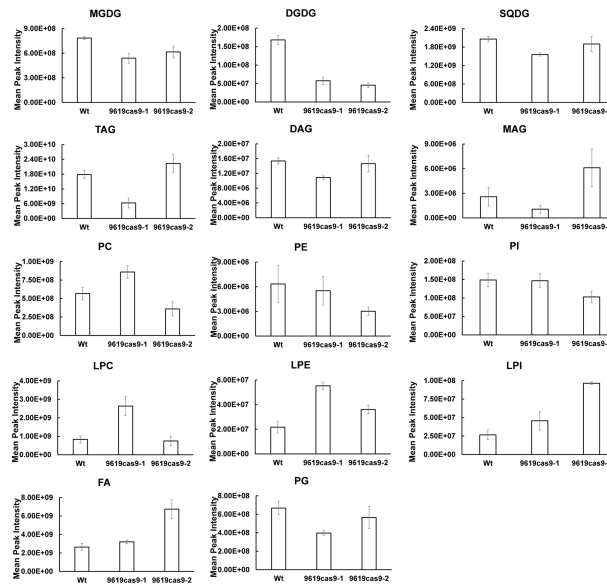 MGDG
Mean Peak Intensity
9.00E+08
6.00E+08
3.00E+08
0.00E+00
Wt 9619cas9-1 9619cas9-2
DGDG
Mean Peak Intensity
2.00E+08
1.50E+08
1.00E+08
5.00E+07
0.00E+00
Wt 9619cas9-1 9619cas9-2
SQDG
Mean Peak Intensity
2.40E+09
1.80E+09
1.20E+09
6.00E+08
0.00E+00
Wt 9619cas9-1 9619cas9-
TAG
Mean Peak Intensity
3.00E+10
2.40E+10
1.80E+10
1.20E+10
6.00E+09
0.00E+00
Wt 9619cas9-1 9619cas9-2
DAG
Mean Peak Intensity
2.00E+07
1.60E+07
1.20E+07
8.00E+06
4.00E+06
0.00E+00
Wt 9619cas9-1 9619cas9-2
MAG
Mean Peak Intensity
9.00E+06
6.00E+06
3.00E+06
0.00E+00
Wt 9619cas9-1 9619cas9-
PC
Mean Peak Intensity
1.00E+09
7.50E+08
5.00E+08
2.50E+08
0.00E+00
Wt 9619cas9-1 9619cas9-2
PE
Mean Peak Intensity
9.00E+06
6.00E+06
3.00E+06
0.00E+00
Wt 9619cas9-1 9619cas9-2
PI
Mean Peak Intensity
2.00E+08
1.50E+08
1.00E+08
5.00E+07
0.00E+00
Wt 9619cas9-1 9619cas9-
LPC
Mean Peak Intensity
4.00E+09
3.00E+09
2.00E+09
1.00E+09
0.00E+00
Wt 9619cas9-1 9619cas9-2
LPE
Mean Peak Intensity
6.00E+07
4.00E+07
2.00E+07
0.00E+00
Wt 9619cas9-1 9619cas9-2
LPI
Mean Peak Intensity
1.00E+08
7.50E+07
5.00E+07
2.50E+07
0.00E+00
Wt 9619cas9-1 9619cas9-
FA
Mean Peak Intensity
8.00E+09
6.00E+09
4.00E+09
2.00E+09
0.00E+00
Wt 9619cas9-1 9619cas9-2
PG
Mean Peak Intensity
8.00E+08
6.00E+08
4.00E+08
2.00E+08
0.00E+00
Wt 9619cas9-1 9619cas9-2